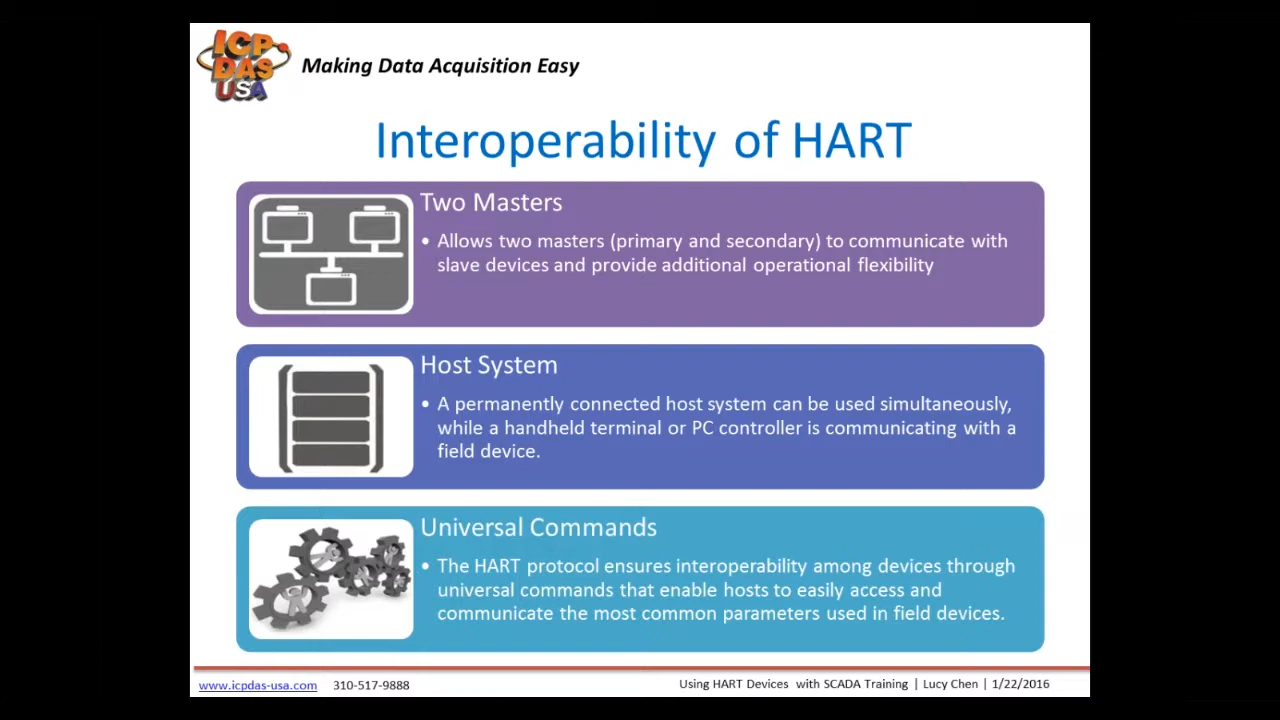 ICP
DAS
USA
Making Data Acquisition Easy
Interoperability of HART
Two Masters
• Allows two masters (primary and secondary) to communicate with
slave devices and provide additional operational flexibility
Host System
• A permanently connected host system can be used simultaneously,
while a handheld terminal or PC controller is communicating with a
field device.
Universal Commands
• The HART protocol ensures interoperability among devices through
universal commands that enable hosts to easily access and
communicate the most common parameters used in field devices.
www.icpdas-usa.com 310-517-9888
Using HART Devices with SCADA Training | Lucy Chen | 1/22/2016